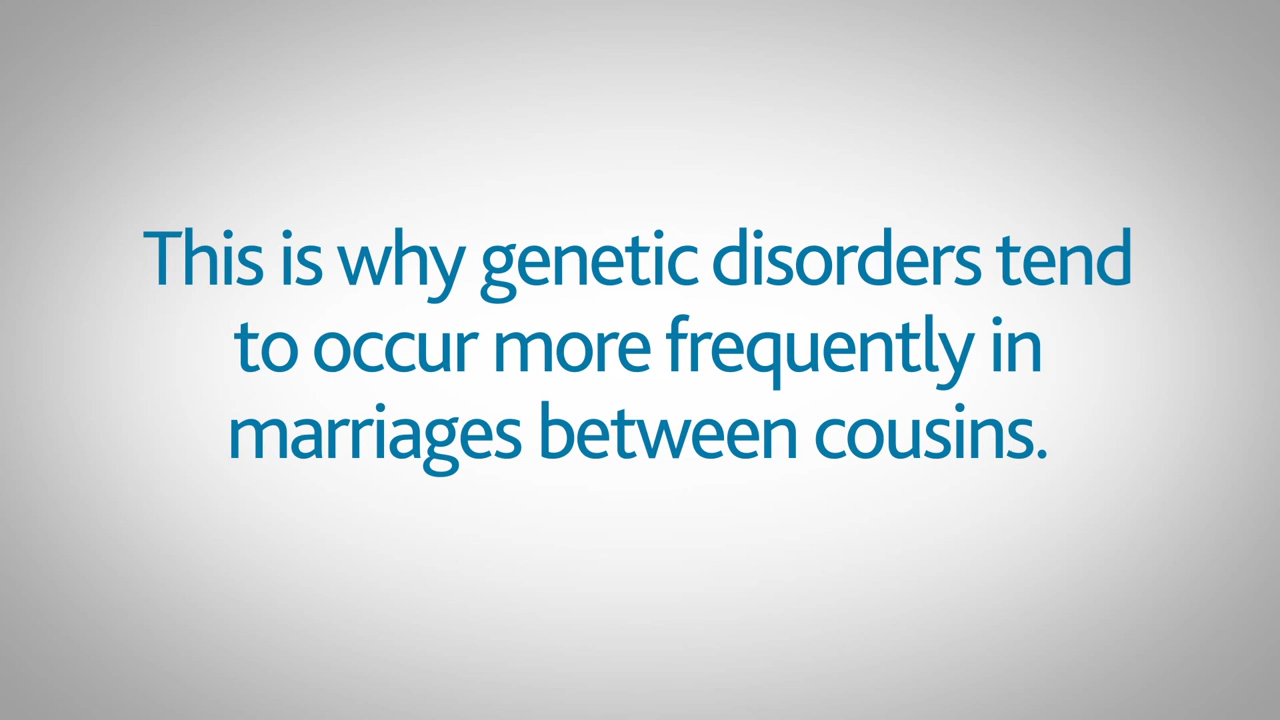 This is why genetic disorders tend
to occur more frequently in
marriages between cousins.